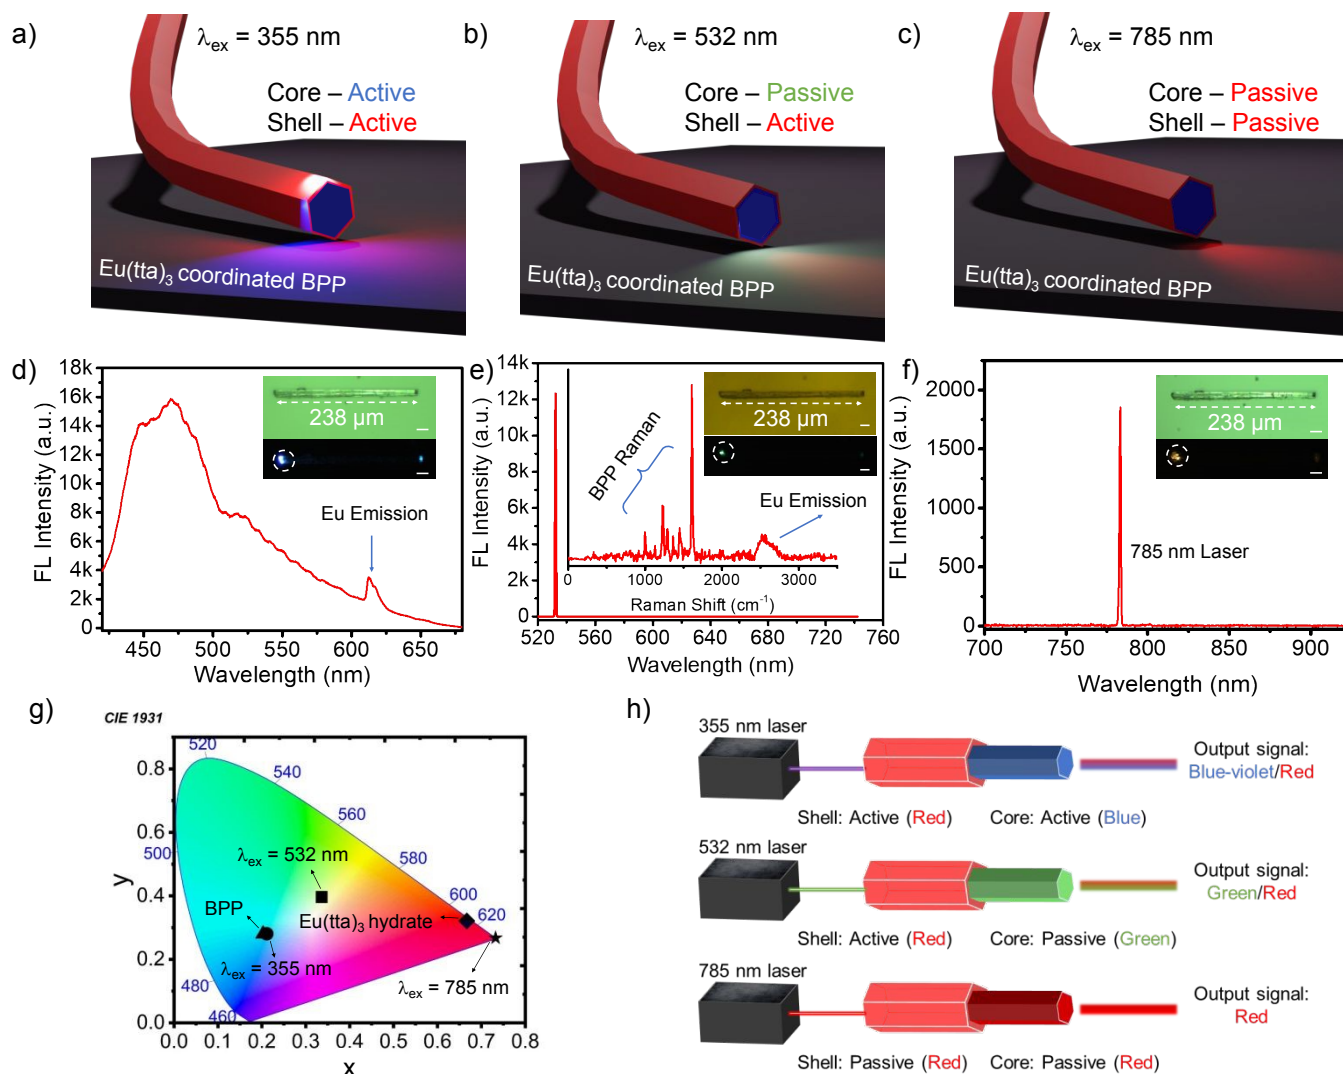 a)
λex = 355 nm
Core – Active
Shell – Active
Eu(tta)3 coordinated BPP
b)
λex = 532 nm
Core – Passive
Shell – Active
Eu(tta)3 coordinated BPP
c)
λex = 785 nm
Core – Passive
Shell – Passive
Eu(tta)3 coordinated BPP
d)
18k
16k
14k
12k
10k
8k
6k
4k
2k
0
FL Intensity (a.u.)
238 µm
Eu Emission
450 500 550 600 650
Wavelength (nm)
e)
14k
12k
10k
8k
6k
4k
2k
0
FL Intensity (a.u.)
238 µm
BPP Raman
Eu Emission
0 1000 2000 3000
Raman Shift (cm-1)
520 560 600 640 680 720 760
Wavelength (nm)
f)
2000
1500
1000
500
0
FL Intensity (a.u.)
238 µm
785 nm Laser
700 750 800 850 900
Wavelength (nm)
g)
CIE 1931
0.8
0.6
0.4
0.2
0.0
y
520
540
560
500
580
600
620
480
460
λex = 532 nm
BPP
Eu(tta)3 hydrate
λex = 355 nm
λex = 785 nm
0.0 0.1 0.2 0.3 0.4 0.5 0.6 0.7 0.8
x
h)
355 nm laser
Output signal:
Blue-violet/Red
Shell: Active (Red) Core: Active (Blue)
532 nm laser
Output signal:
Green/Red
Shell: Active (Red) Core: Passive (Green)
785 nm laser
Output signal:
Red
Shell: Passive (Red) Core: Passive (Red)